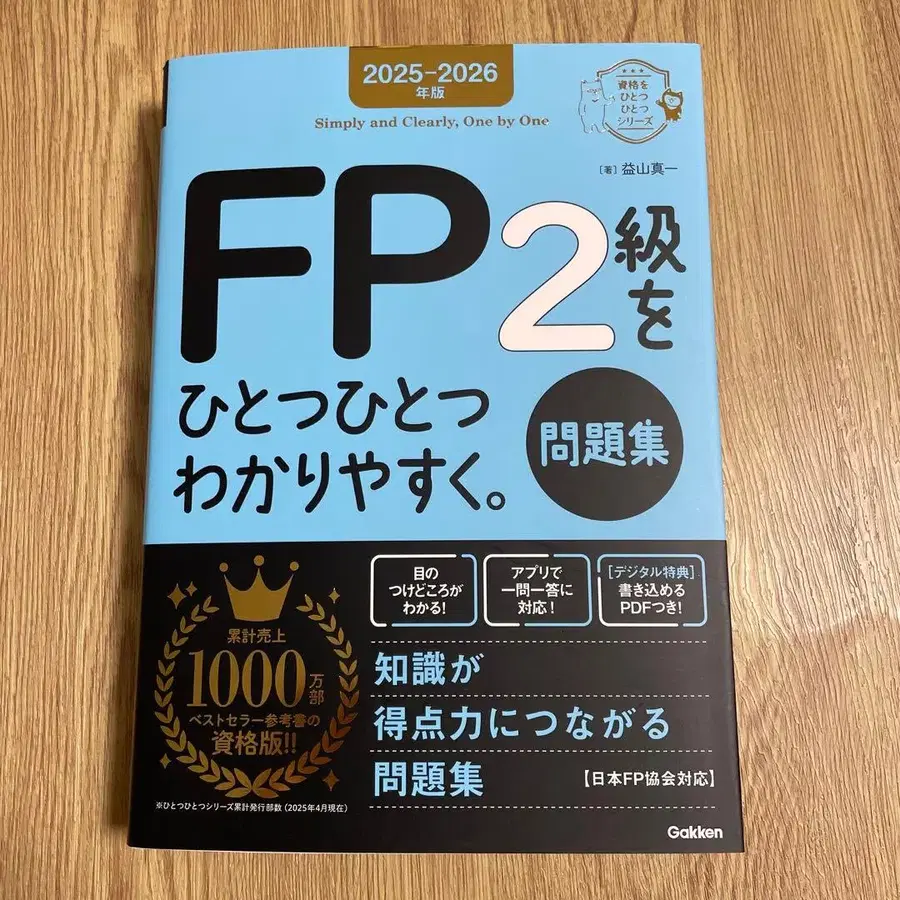 2025-2026
年版
Simply and Clearly, One by One
資格を
ひとつ
ひとつ
シリーズ
[著] 益山真一
FP2級を
ひとつひとつ
わかりやすく。
問題集
目の
つけどころが
わかる!
アプリで
一問一答に
対応!
[デジタル特典]
書き込める
PDFつき!
累計売上
1000万部
ベストセラー参考書の
資格版!!
※ひとつひとつシリーズ累計発行部数(2025年4月現在)
知識が
得点力につながる
問題集
【日本FP協会対応】
Gakken